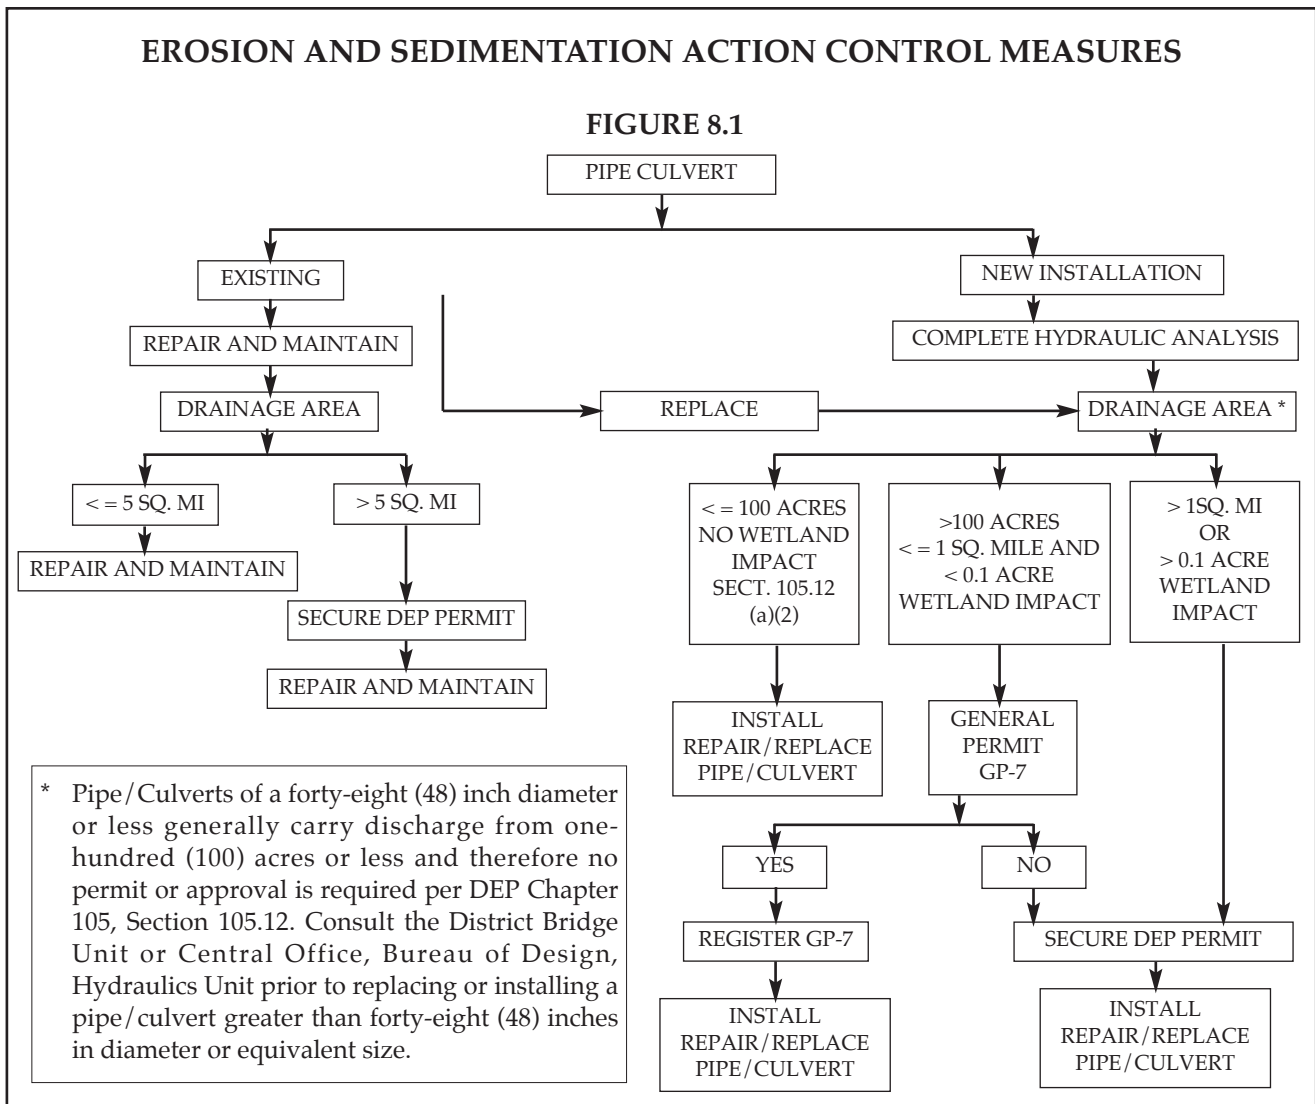 EROSION AND SEDIMENTATION ACTION CONTROL MEASURES
FIGURE 8.1
PIPE CULVERT
EXISTING
NEW INSTALLATION
REPAIR AND MAINTAIN
COMPLETE HYDRAULIC ANALYSIS
DRAINAGE AREA
REPLACE
DRAINAGE AREA *
< = 5 SQ. MI
> 5 SQ. MI
REPAIR AND MAINTAIN
SECURE DEP PERMIT
REPAIR AND MAINTAIN
< = 100 ACRES
NO WETLAND
IMPACT
SECT. 105.12
(a)(2)
>100 ACRES
< = 1 SQ. MILE AND
< 0.1 ACRE
WETLAND IMPACT
> 1SQ. MI
OR
> 0.1 ACRE
WETLAND
IMPACT
INSTALL
REPAIR/REPLACE
PIPE/CULVERT
GENERAL
PERMIT
GP-7
YES
NO
REGISTER GP-7
SECURE DEP PERMIT
INSTALL
REPAIR/REPLACE
PIPE/CULVERT
INSTALL
REPAIR/REPLACE
PIPE/CULVERT
* Pipe/Culverts of a forty-eight (48) inch diameter
or less generally carry discharge from one-
hundred (100) acres or less and therefore no
permit or approval is required per DEP Chapter
105, Section 105.12. Consult the District Bridge
Unit or Central Office, Bureau of Design,
Hydraulics Unit prior to replacing or installing a
pipe/culvert greater than forty-eight (48) inches
in diameter or equivalent size.